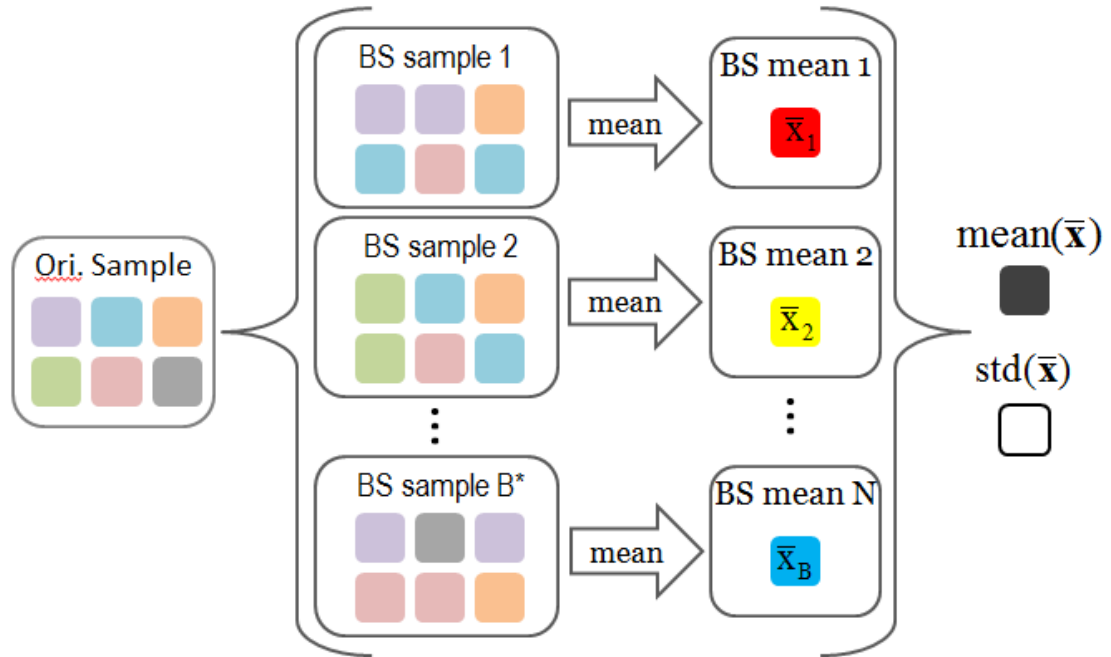 Ori. Sample
BS sample 1
mean
BS mean 1
x̅1
BS sample 2
mean
BS mean 2
x̅2
BS sample B*
mean
BS mean N
x̅B
mean(x̅)
std(x̅)